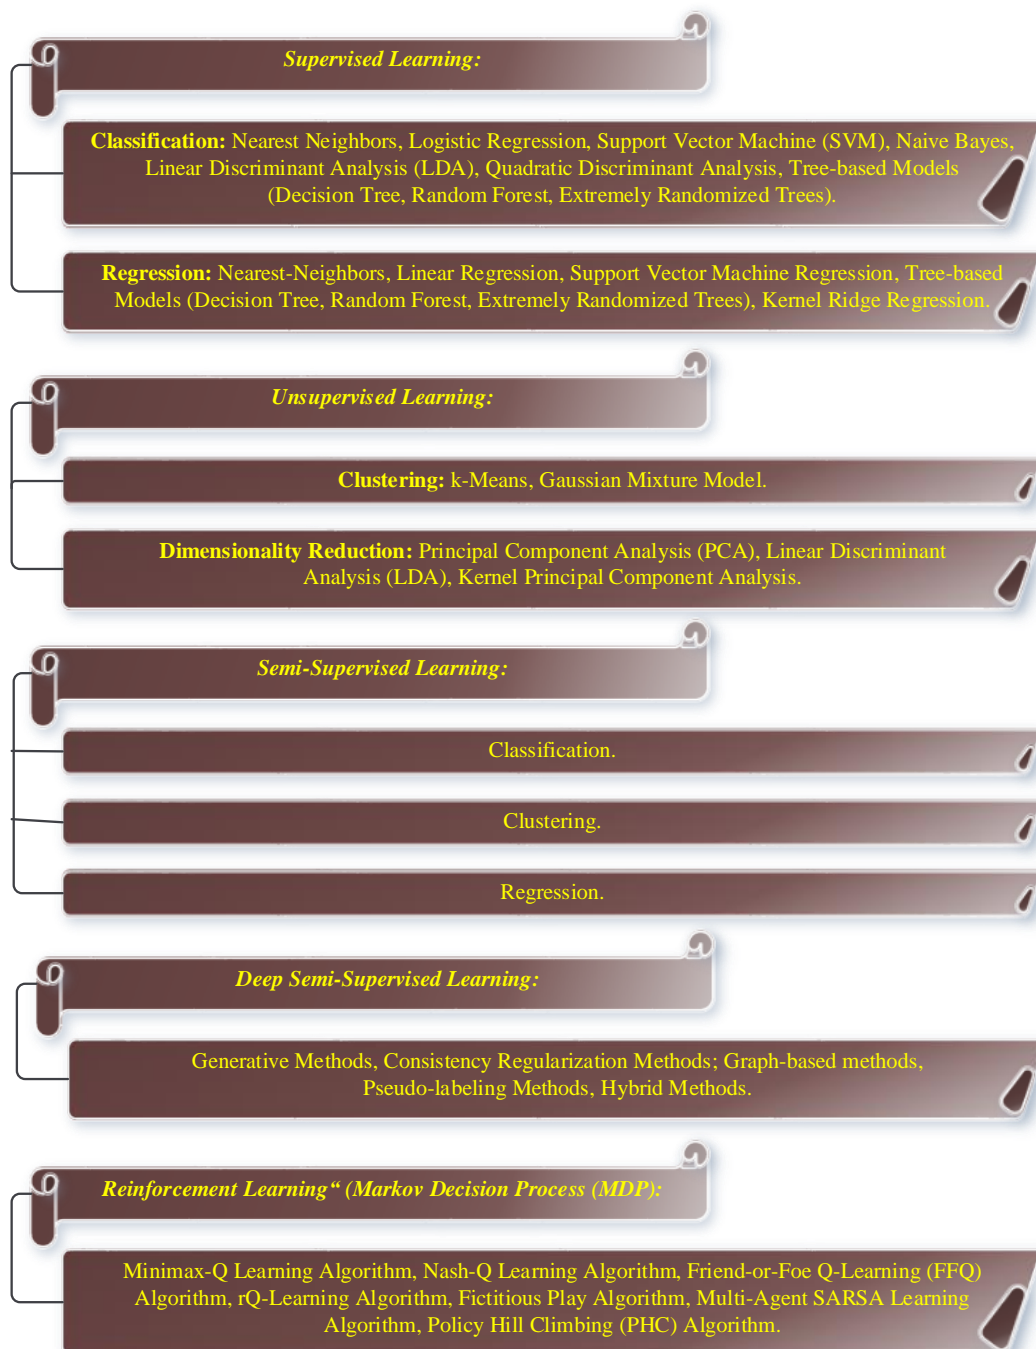 Supervised Learning:
Classification: Nearest Neighbors, Logistic Regression, Support Vector Machine (SVM), Naive Bayes,
Linear Discriminant Analysis (LDA), Quadratic Discriminant Analysis, Tree-based Models
(Decision Tree, Random Forest, Extremely Randomized Trees).
Regression: Nearest-Neighbors, Linear Regression, Support Vector Machine Regression, Tree-based
Models (Decision Tree, Random Forest, Extremely Randomized Trees), Kernel Ridge Regression.
Unsupervised Learning:
Clustering: k-Means, Gaussian Mixture Model.
Dimensionality Reduction: Principal Component Analysis (PCA), Linear Discriminant
Analysis (LDA), Kernel Principal Component Analysis.
Semi-Supervised Learning:
Classification.
Clustering.
Regression.
Deep Semi-Supervised Learning:
Generative Methods, Consistency Regularization Methods; Graph-based methods,
Pseudo-labeling Methods, Hybrid Methods.
Reinforcement Learning“ (Markov Decision Process (MDP):
Minimax-Q Learning Algorithm, Nash-Q Learning Algorithm, Friend-or-Foe Q-Learning (FFQ)
Algorithm, rQ-Learning Algorithm, Fictitious Play Algorithm, Multi-Agent SARSA Learning
Algorithm, Policy Hill Climbing (PHC) Algorithm.